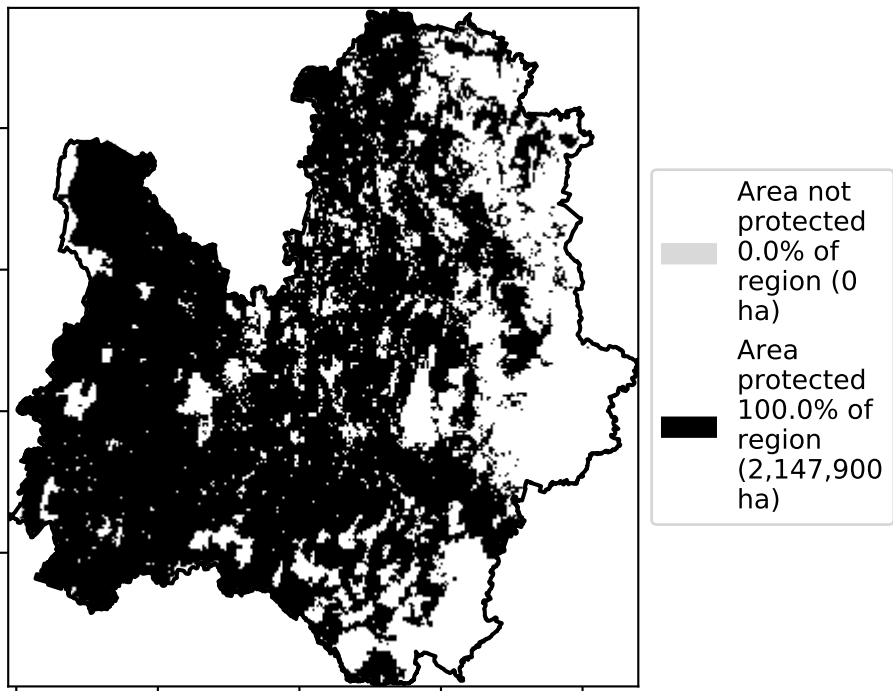 Area not
protected
0.0% of
region (0
ha)
Area
protected
100.0% of
region
(2,147,900
ha)